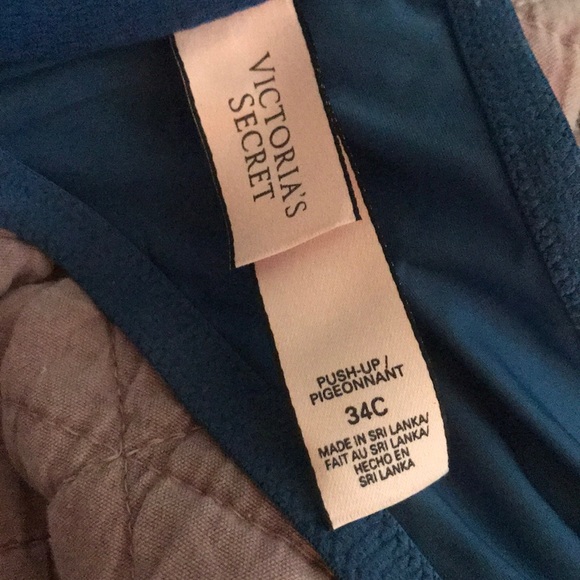 VICTORIA'S
SECRET
PUSH-UP/
PIGEONNANT
34C
MADE IN SRI LANKA/
FAIT AU SRI LANKA/
HECHO EN
SRI LANKA